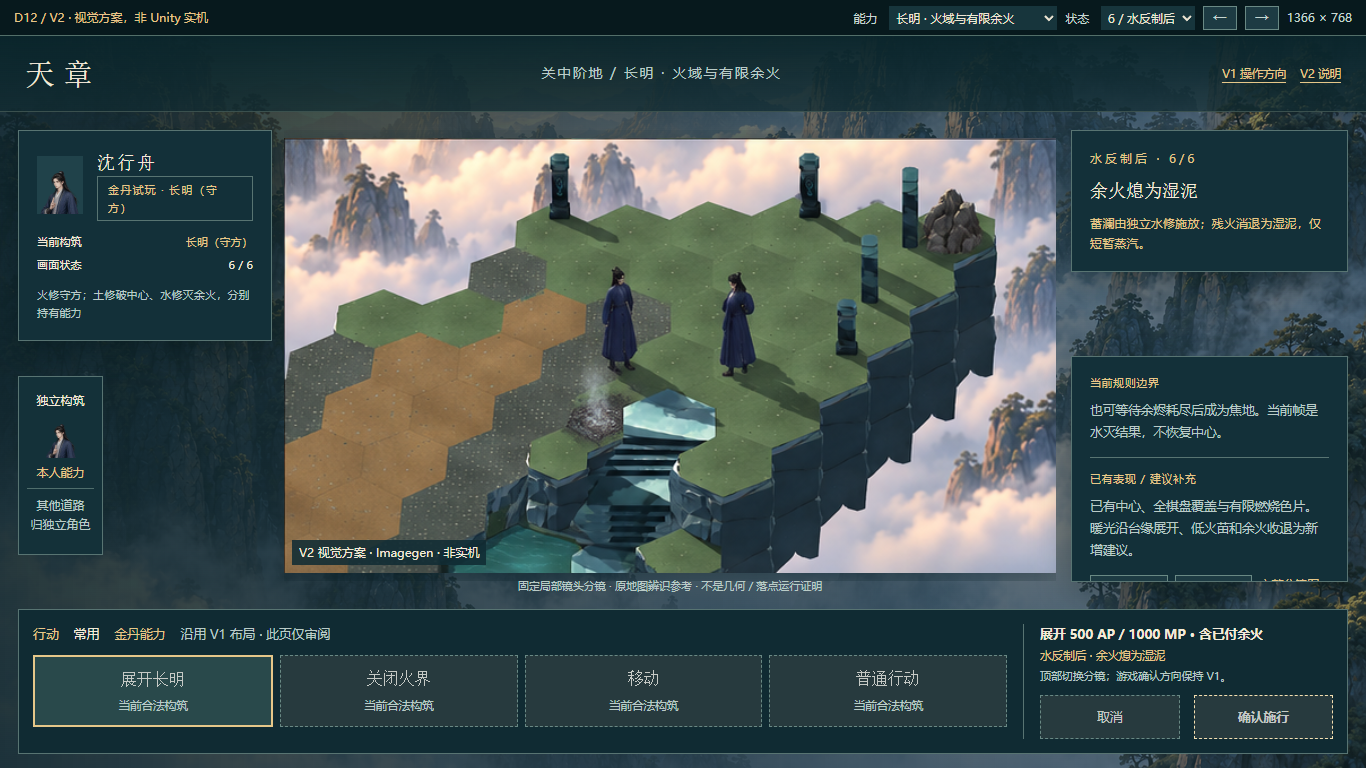 D12 / V2 · 视觉方案，非 Unity 实机
能力 长明 · 火域与有限余火 状态 6 / 水反制后 ← → 1366 × 768
天章
关中阶地 / 长明 · 火域与有限余火
V1 操作方向 V2 说明
沈行舟
金丹试玩 · 长明（守
方）
当前构筑 长明（守方）
画面状态 6 / 6
火修守方；土修破中心、水修灭余火，分别
持有能力
独立构筑
本人能力
其他道路
归独立角色
V2 视觉方案 · Imagegen · 非实机
固定局部镜头分镜 · 原地图辨识参考 · 不是几何 / 落点运行证明
水反制后 · 6/6
余火熄为湿泥
蓄澜由独立水修施放；残火消退为湿泥，仅
短暂蒸汽。
当前规则边界
也可等待余烬耗尽后成为焦地。当前帧是
水灭结果，不恢复中心。
已有表现 / 建议补充
已有中心、全棋盘覆盖与有限燃烧色片。
暖光沿台缘展开、低火苗和余火收退为新
增建议。
行动 常用 金丹能力 沿用 V1 布局 · 此页仅审阅
展开长明
当前合法构筑
关闭火界
当前合法构筑
移动
当前合法构筑
普通行动
当前合法构筑
展开 500 AP / 1000 MP • 含已付余火
水反制后 · 余火熄为湿泥
顶部切换分镜；游戏确认方向保持 V1。
取消 确认施行